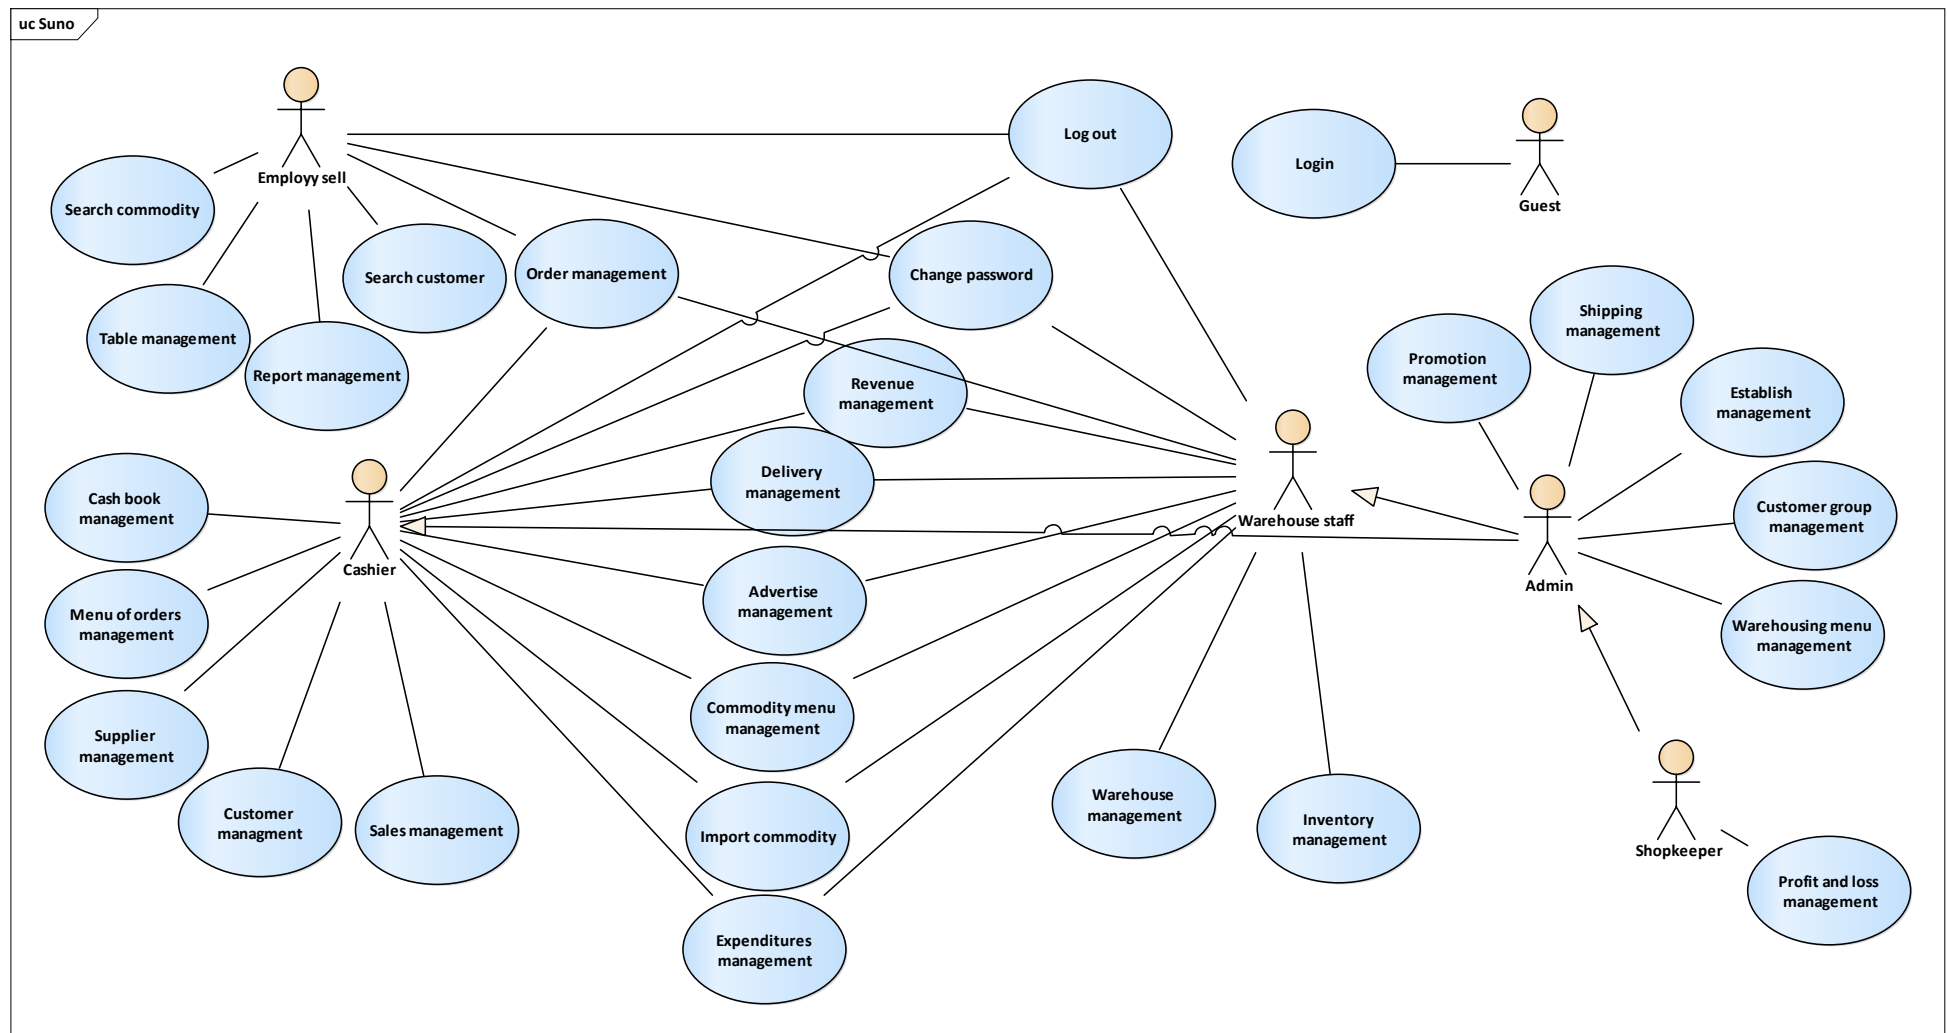 uc Suno
Employy sell
Log out
Login
Guest
Search commodity
Table management
Report management
Search customer
Order management
Change password
Revenue
management
Delivery
management
Cash book
management
Menu of orders
management
Supplier
management
Customer
managment
Sales management
Cashier
Advertise
management
Commodity menu
management
Import commodity
Expenditures
management
Warehouse staff
Warehouse
management
Inventory
management
Promotion
management
Shipping
management
Establish
management
Customer group
management
Warehousing menu
management
Admin
Shopkeeper
Profit and loss
management